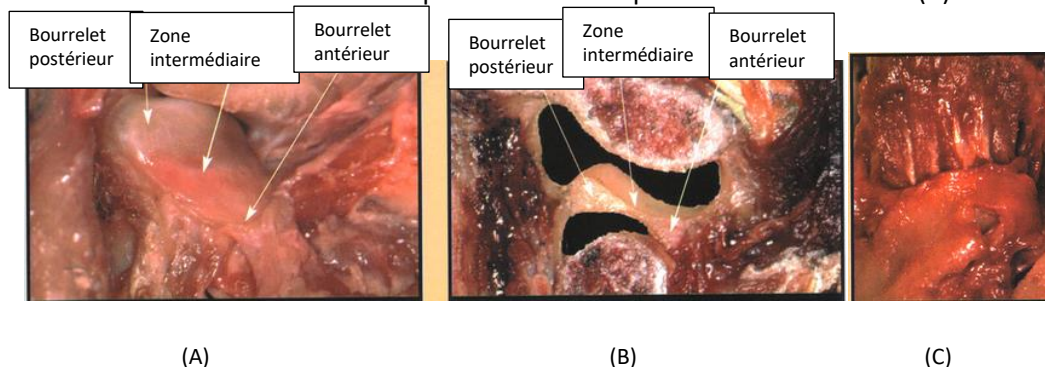 Bourrelet
postérieur
Zone
intermédiaire
Bourrelet
antérieur
Bourrelet
postérieur
Zone
intermédiaire
Bourrelet
antérieur
(A)
(B)
(C)